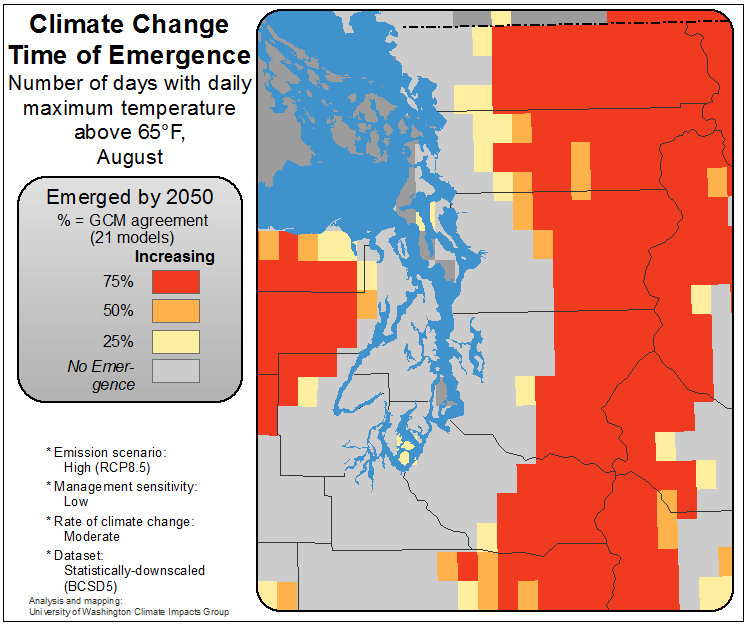 Climate Change
Time of Emergence
Number of days with daily
maximum temperature
above 65°F,
August
Emerged by 2050
% = GCM agreement
(21 models)
Increasing
75%
50%
25%
No Emer-
gence
* Emission scenario:
High (RCP8.5)
* Management sensitivity:
Low
* Rate of climate change:
Moderate
* Dataset:
Statistically-downscaled
(BCSD5)
Analysis and mapping:
University of Washington Climate Impacts Group